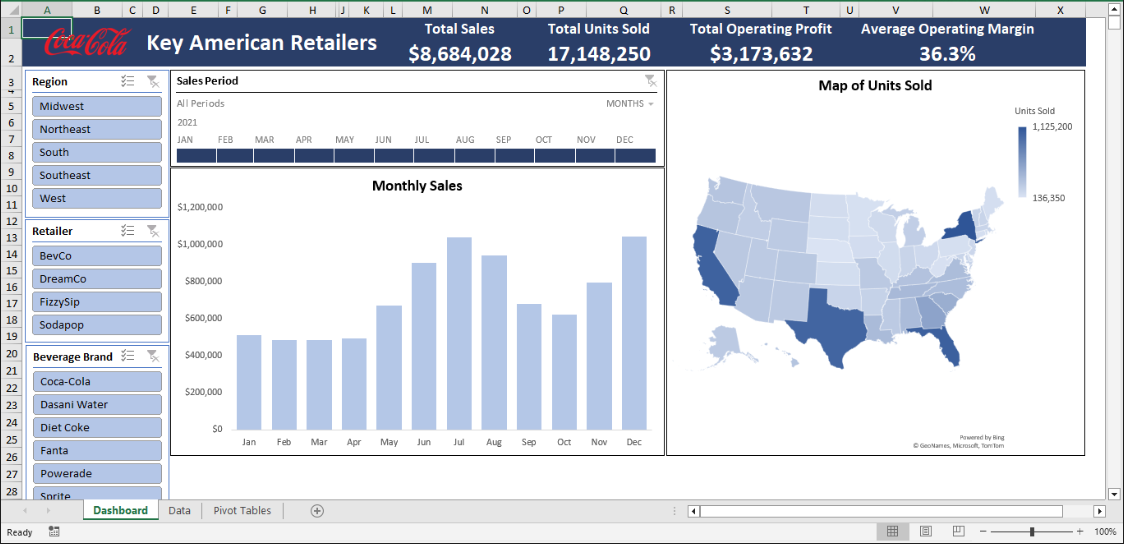 A B C D E F G H I J K L M N O P Q R S T U V W X
1
2
3
4
5
6
7
8
9
10
11
12
13
14
15
16
17
18
19
20
21
22
23
24
25
26
27
28
Coca-Cola
Key American Retailers
Total Sales
$8,684,028
Total Units Sold
17,148,250
Total Operating Profit
$3,173,632
Average Operating Margin
36.3%
Region
Midwest
Northeast
South
Southeast
West
Retailer
BevCo
DreamCo
FizzySip
Sodapop
Beverage Brand
Coca-Cola
Dasani Water
Diet Coke
Fanta
Powerade
Sprite
Sales Period
All Periods
MONTHS
2021
JAN FEB MAR APR MAY JUN JUL AUG SEP OCT NOV DEC
Monthly Sales
$1,200,000
$1,000,000
$800,000
$600,000
$400,000
$200,000
$0
Jan Feb Mar Apr May Jun Jul Aug Sep Oct Nov Dec
Map of Units Sold
Units Sold
1,125,200
136,350
Powered by Bing
© GeoNames, Microsoft, TomTom
Dashboard Data Pivot Tables
Ready
100%